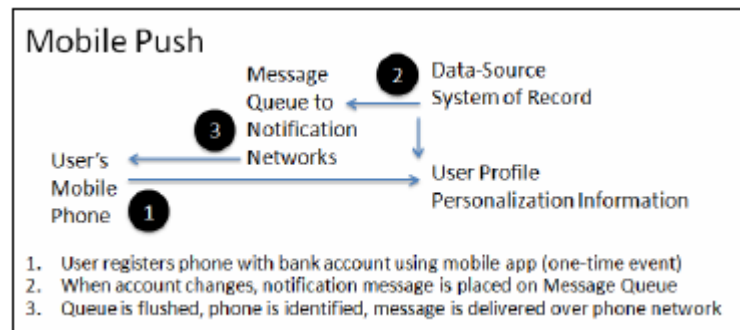 Mobile Push
Message
Queue to
Notification
Networks
2
Data-Source
System of Record
3
User's
Mobile
Phone
1
User Profile
Personalization Information
1. User registers phone with bank account using mobile app (one-time event)
2. When account changes, notification message is placed on Message Queue
3. Queue is flushed, phone is identified, message is delivered over phone network